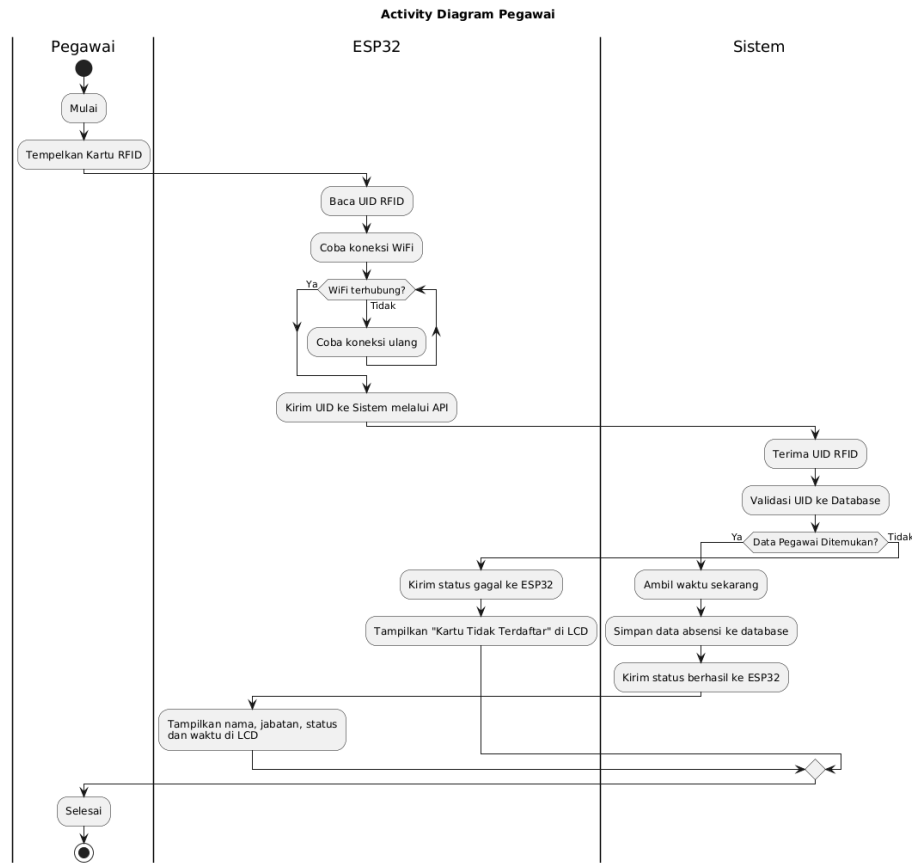 Activity Diagram Pegawai
Pegawai
ESP32
Sistem
Mulai
Tempelkan Kartu RFID
Baca UID RFID
Coba koneksi WiFi
Ya
WiFi terhubung?
Tidak
Coba koneksi ulang
Kirim UID ke Sistem melalui API
Terima UID RFID
Validasi UID ke Database
Ya
Data Pegawai Ditemukan?
Tidak
Kirim status gagal ke ESP32
Ambil waktu sekarang
Tampilkan "Kartu Tidak Terdaftar" di LCD
Simpan data absensi ke database
Kirim status berhasil ke ESP32
Tampilkan nama, jabatan, status
dan waktu di LCD
Selesai